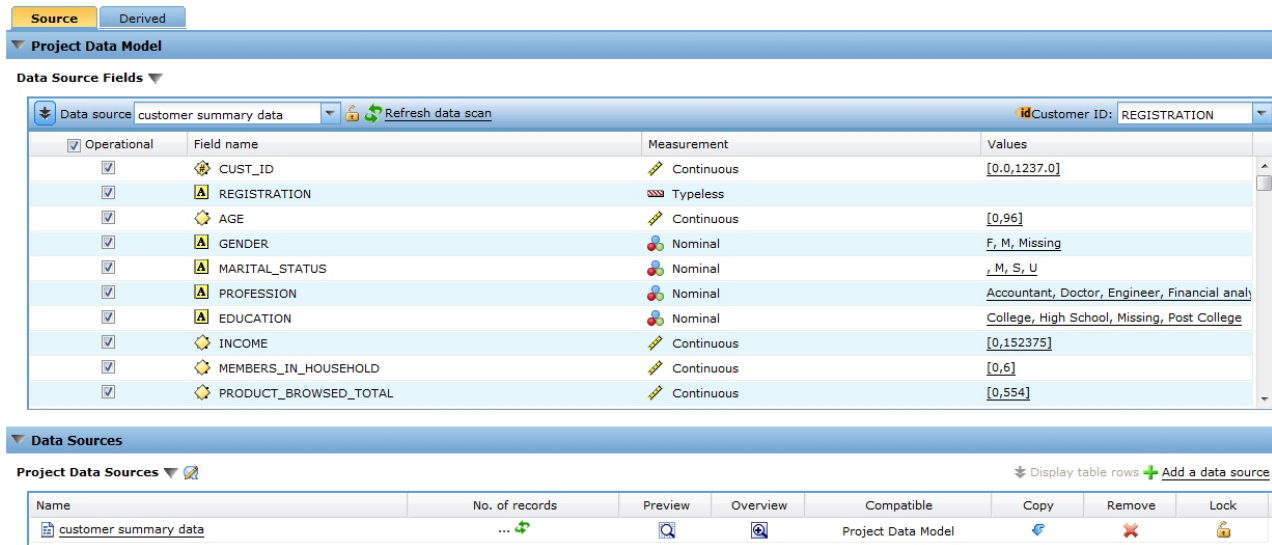 Source Derived
Project Data Model
Data Source Fields
Data source customer summary data Refresh data scan id Customer ID: REGISTRATION
Operational Field name Measurement Values
# CUST_ID Continuous [0.0,1237.0]
A REGISTRATION Typeless
AGE Continuous [0,96]
A GENDER Nominal F, M, Missing
A MARITAL_STATUS Nominal , M, S, U
A PROFESSION Nominal Accountant, Doctor, Engineer, Financial analy
A EDUCATION Nominal College, High School, Missing, Post College
INCOME Continuous [0,152375]
MEMBERS_IN_HOUSEHOLD Continuous [0,6]
PRODUCT_BROWSED_TOTAL Continuous [0,554]
Data Sources
Project Data Sources Display table rows Add a data source
Name No. of records Preview Overview Compatible Copy Remove Lock
customer summary data ... Project Data Model